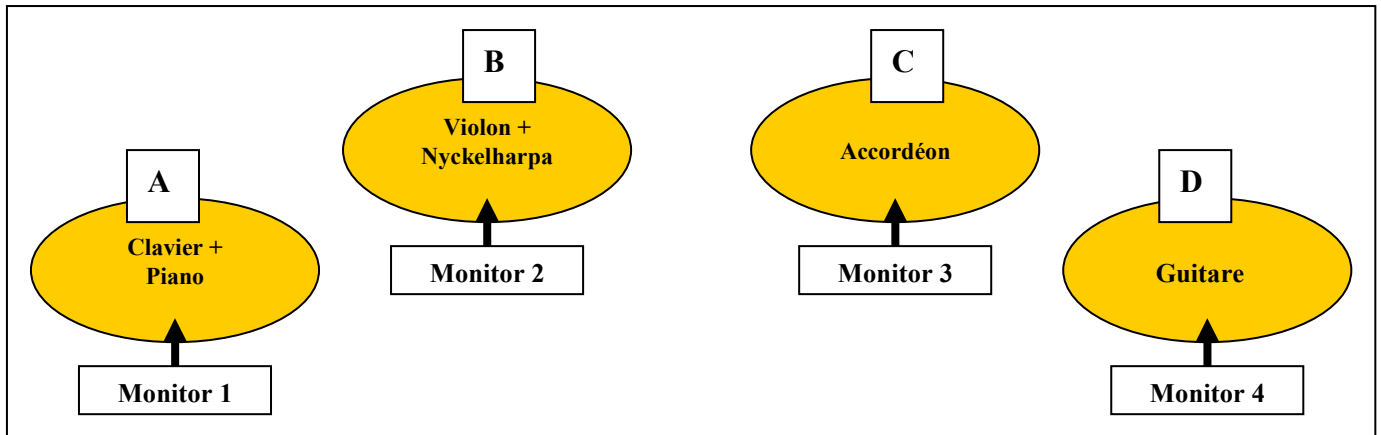 A
Clavier +
Piano
Monitor 1
B
Violon +
Nyckelharpa
Monitor 2
C
Accordéon
Monitor 3
D
Guitare
Monitor 4